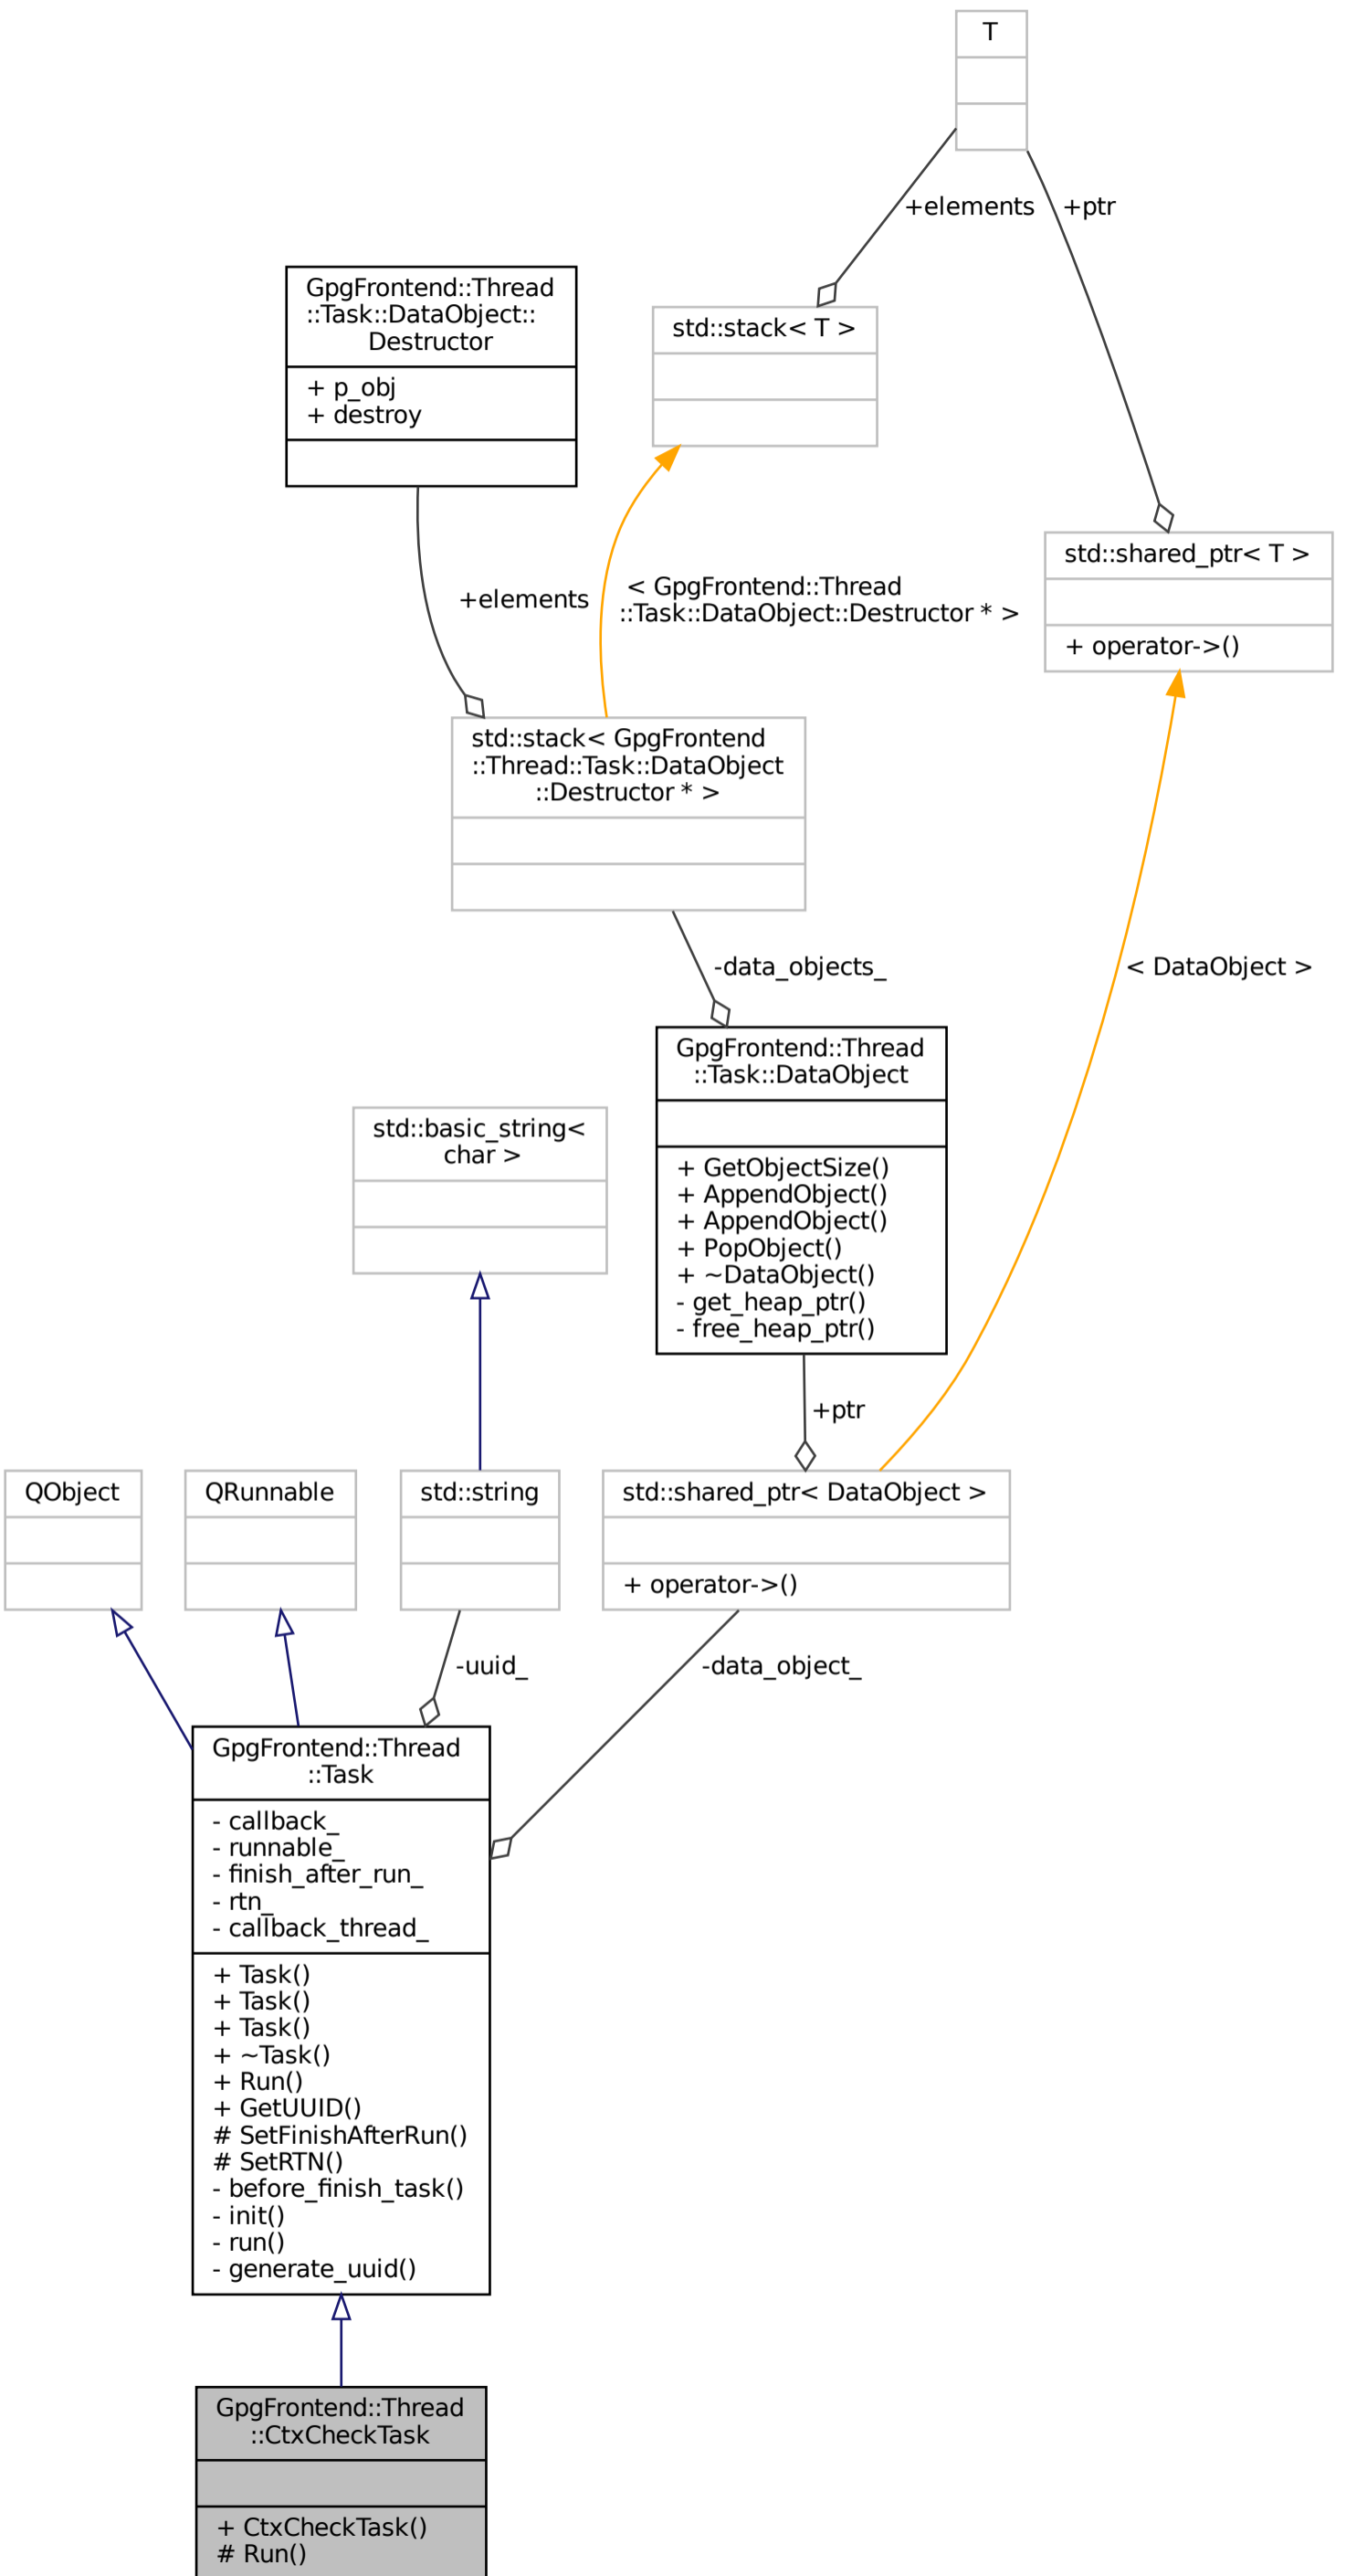 T
+elements
+ptr
GpgFrontend::Thread
::Task::DataObject::
Destructor
+ p_obj
+ destroy
std::stack< T >
std::shared_ptr< T >
+ operator->()
+elements
< GpgFrontend::Thread
::Task::DataObject::Destructor * >
std::stack< GpgFrontend
::Thread::Task::DataObject
::Destructor * >
-data_objects_
< DataObject >
GpgFrontend::Thread
::Task::DataObject
+ GetObjectSize()
+ AppendObject()
+ AppendObject()
+ PopObject()
+ ~DataObject()
- get_heap_ptr()
- free_heap_ptr()
std::basic_string<
char >
+ptr
QObject
QRunnable
std::string
std::shared_ptr< DataObject >
+ operator->()
-uuid_
-data_object_
GpgFrontend::Thread
::Task
- callback_
- runnable_
- finish_after_run_
- rtn_
- callback_thread_
+ Task()
+ Task()
+ Task()
+ ~Task()
+ Run()
+ GetUUID()
# SetFinishAfterRun()
# SetRTN()
- before_finish_task()
- init()
- run()
- generate_uuid()
GpgFrontend::Thread
::CtxCheckTask
+ CtxCheckTask()
# Run()